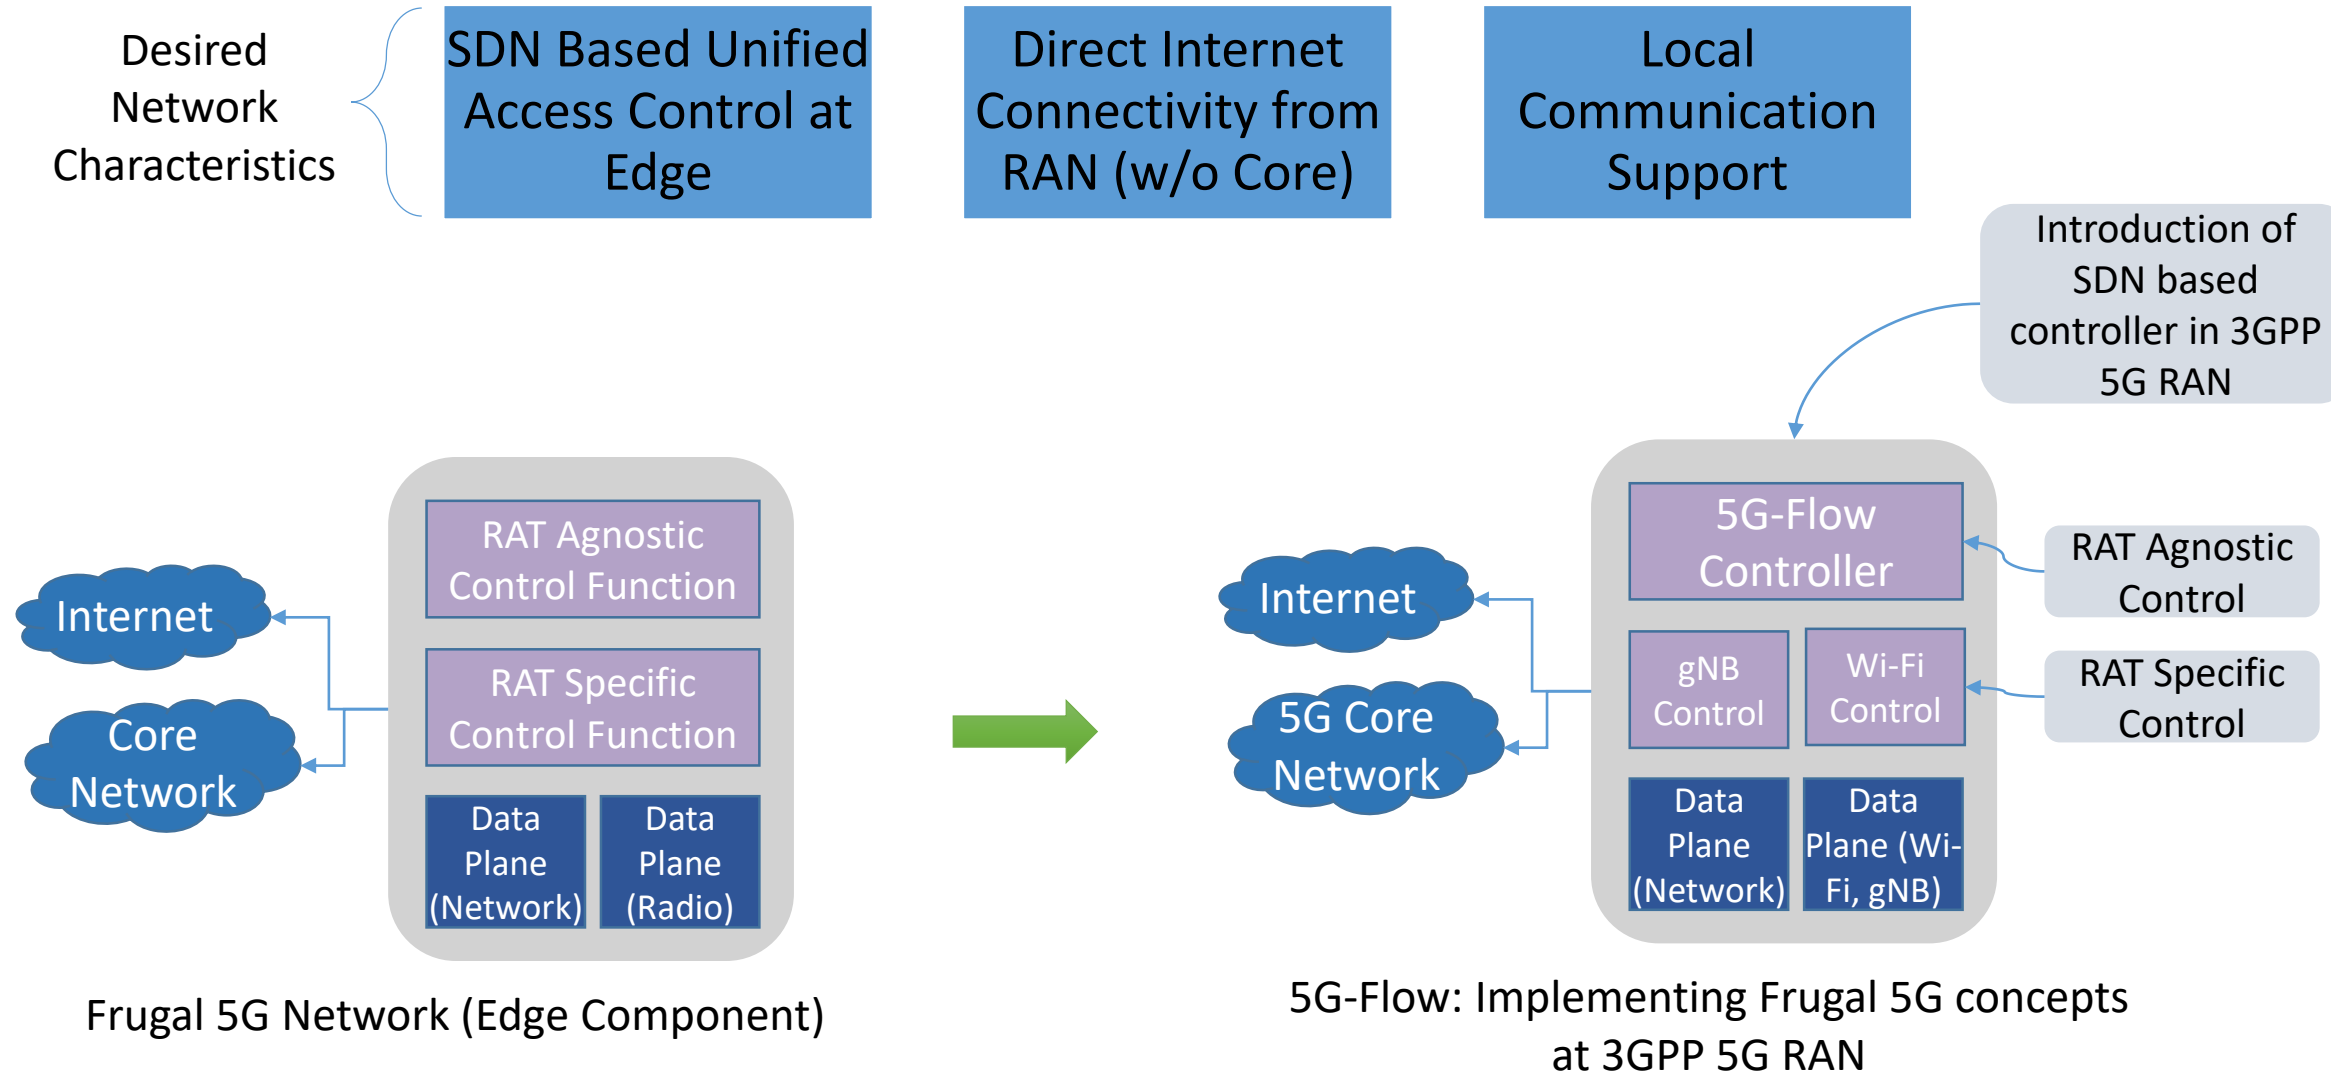 Desired
Network
Characteristics
SDN Based Unified
Access Control at
Edge
Direct Internet
Connectivity from
RAN (w/o Core)
Local
Communication
Support
Introduction of
SDN based
controller in 3GPP
5G RAN
Internet
Core
Network
RAT Agnostic
Control Function
RAT Specific
Control Function
Data
Plane
(Network)
Data
Plane
(Radio)
Frugal 5G Network (Edge Component)
Internet
5G Core
Network
5G-Flow
Controller
gNB
Control
Wi-Fi
Control
Data
Plane
(Network)
Data
Plane (Wi-
Fi, gNB)
RAT Agnostic
Control
RAT Specific
Control
5G-Flow: Implementing Frugal 5G concepts
at 3GPP 5G RAN